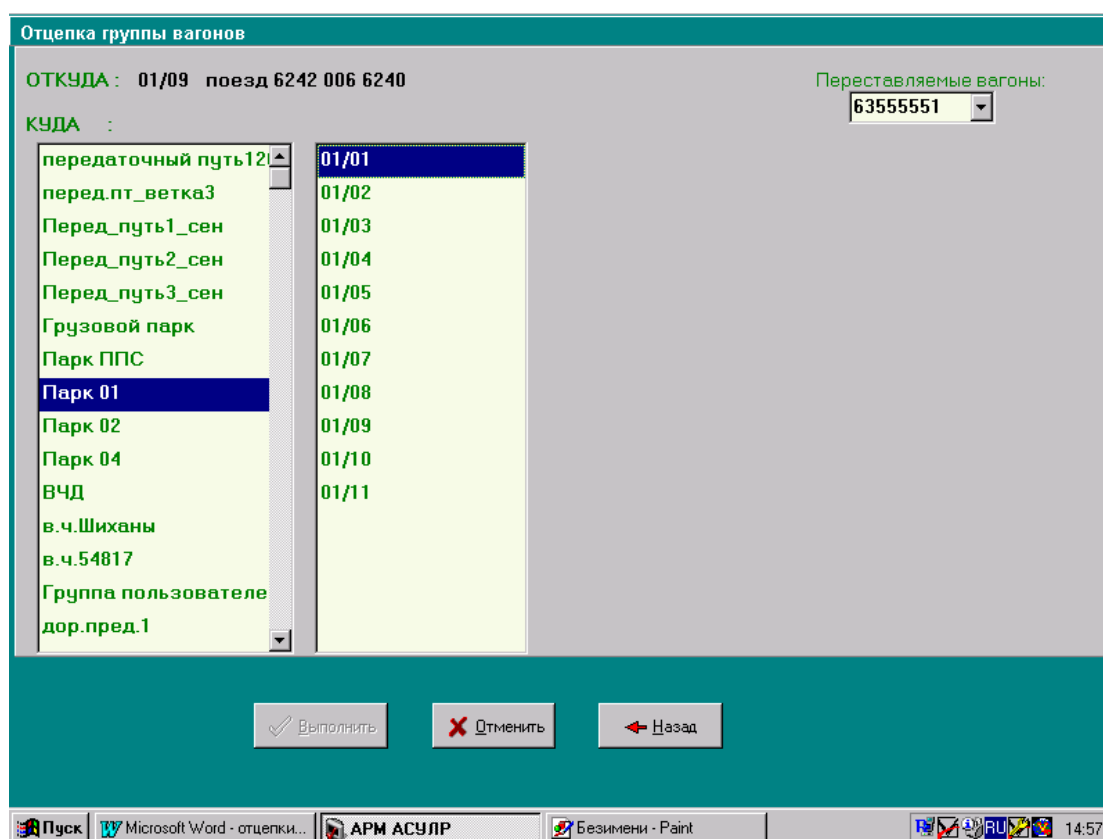 Отцепка группы вагонов
ОТКУДА : 01/09 поезд 6242 006 6240
Переставляемые вагоны:
63555551
КУДА :
передаточный путь12
перед.пт_ветка3
Перед_путь1_сен
Перед_путь2_сен
Перед_путь3_сен
Грузовой парк
Парк ППС
Парк 01
Парк 02
Парк 04
ВЧД
в.ч.Шиханы
в.ч.54817
Группа пользователе
дор.пред.1
01/01
01/02
01/03
01/04
01/05
01/06
01/07
01/08
01/09
01/10
01/11
Выполнить
Отменить
Назад
Пуск
Microsoft Word - отцепки...
АРМ АСУЛР
Безимени - Paint
RU
14:57